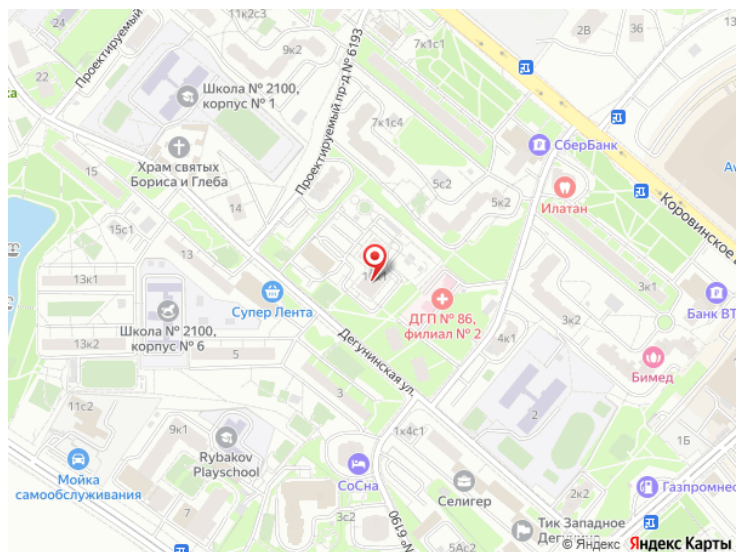 24
11к2с3
9к2
7к1с1
2В
36
22
Проектируемый
Школа № 2100,
корпус № 1
Проектируемый пр-д № 6193
7к1с4
СберБанк
Храм святых
Бориса и Глеба
15
14
5с2
5к2
Илатан
Коровинское
15с1
13
13к1
Супер Лента
Школа № 2100,
корпус № 6
ДГП № 86,
филиал № 2
3к1
Банк ВТ
3к2
4к1
13к2
5
Дегунинская ул.
Бимед
3
2
11с2
9к1
1к4с1
1Б
Rybakov
Playschool
Мойка
самообслуживания
СоСна
Селигер
2к2
Газпромнес
7
3с2
№ 6190
5Ас2
Тик Западное
Дегунино
© Яндекс
Яндекс Карты